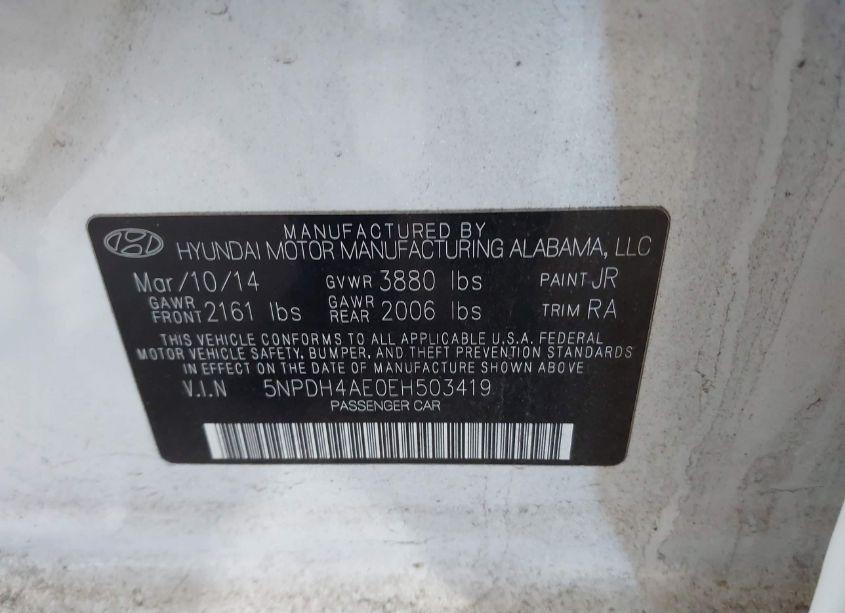 MANUFACTURED BY
HYUNDAI MOTOR MANUFACTURING ALABAMA, LLC
Mar/10/14 GVWR 3880 lbs PAINT JR
GAWR FRONT 2161 lbs GAWR REAR 2006 lbs TRIM RA
THIS VEHICLE CONFORMS TO ALL APPLICABLE U.S.A. FEDERAL
MOTOR VEHICLE SAFETY, BUMPER, AND THEFT PREVENTION STANDARDS
IN EFFECT ON THE DATE OF MANUFACTURE SHOWN ABOVE.
V.I.N 5NPDH4AE0EH503419
PASSENGER CAR